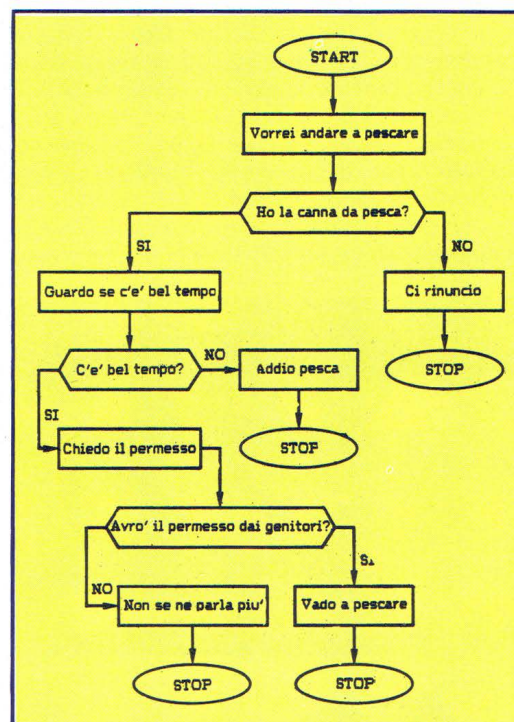 START
Vorrei andare a pescare
Ho la canna da pesca?
SI
NO
Guardo se c'e' bel tempo
Ci rinuncio
C'e' bel tempo?
NO
Addio pesca
STOP
SI
Chiedo il permesso
STOP
Avro' il permesso dai genitori?
NO
SI
Non se ne parla piu'
Vado a pescare
STOP
STOP